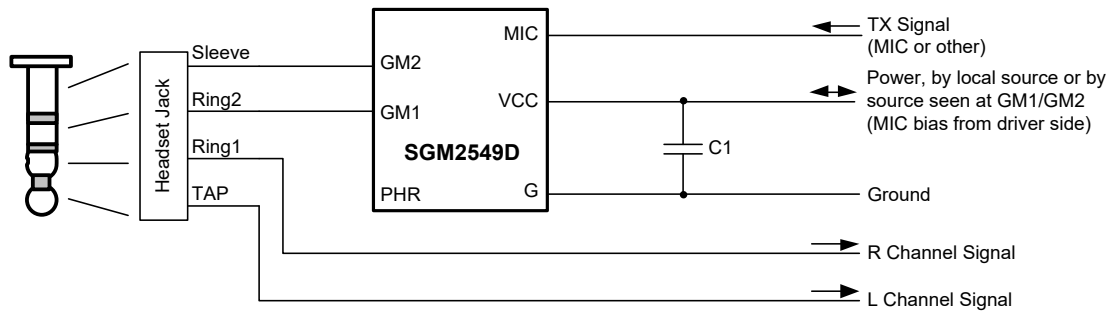 Headset Jack
Sleeve
Ring2
Ring1
TAP
GM2
GM1
PHR
SGM2549D
MIC
VCC
G
C1
TX Signal
(MIC or other)
Power, by local source or by
source seen at GM1/GM2
(MIC bias from driver side)
Ground
R Channel Signal
L Channel Signal